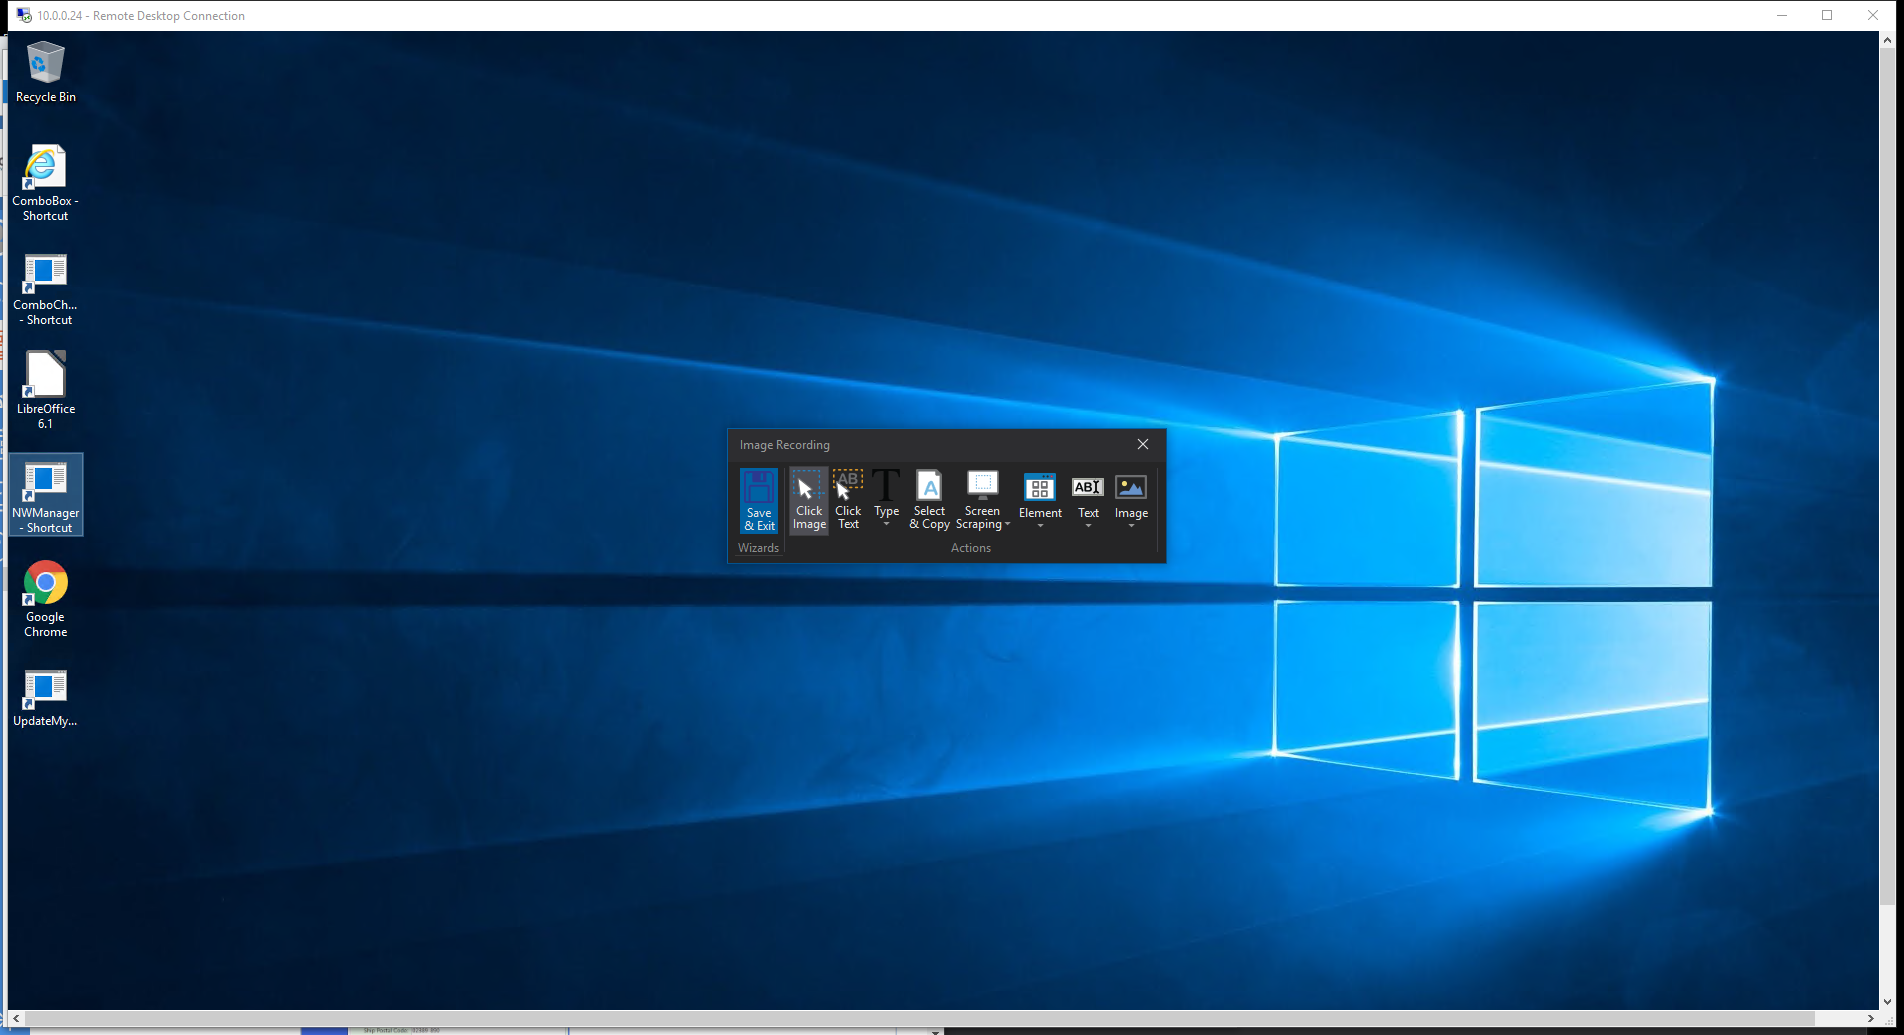 10.0.0.24 - Remote Desktop Connection
Recycle Bin
ComboBox -
Shortcut
ComboCh...
- Shortcut
LibreOffice
6.1
NWManager
- Shortcut
Google
Chrome
UpdateMy...
Image Recording
Save
& Exit
Click
Image
AB
Click
Text
Type
Select
& Copy
Screen
Scraping
Element
ABI
Text
Image
Wizards
Actions
Ship Postal Code: